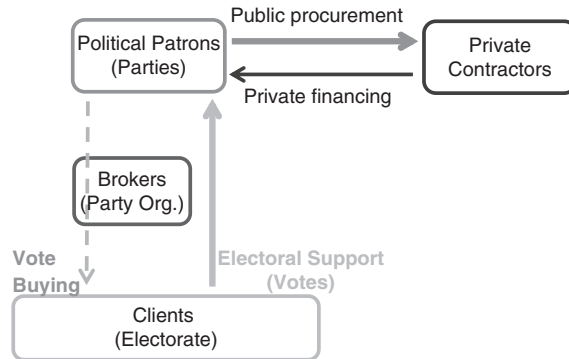 Public procurement
Political Patrons
(Parties)
Private
Contractors
Private financing
Brokers
(Party Org.)
Vote
Buying
Electoral Support
(Votes)
Clients
(Electorate)